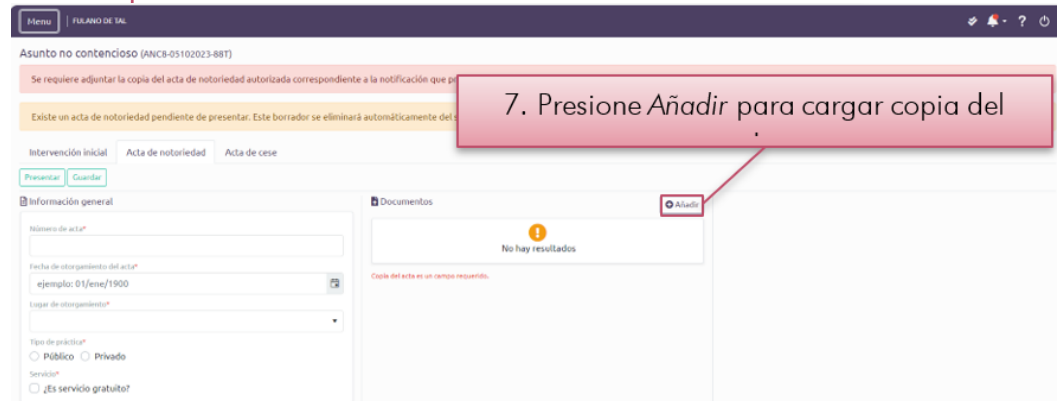 Menu FULANO DE TAL
Asunto no contencioso (ANC8-05102023-88T)
Se requiere adjuntar la copia del acta de notoriedad autorizada correspondiente a la notificación que
7. Presione Añadir para cargar copia del
Existe un acta de notoriedad pendiente de presentar. Este borrador se eliminará automáticamente del
Intervención inicial Acta de notoriedad Acta de cese
Presentar Guardar
Información general
Documentos
Añadir
Número de acta*
No hay resultados
Fecha de otorgamiento del acta*
ejemplo: 01/ene/1900
Copia del acta es un campo requerido.
Lugar de otorgamiento*
Tipo de práctica*
Público Privado
Servicio*
¿Es servicio gratuito?